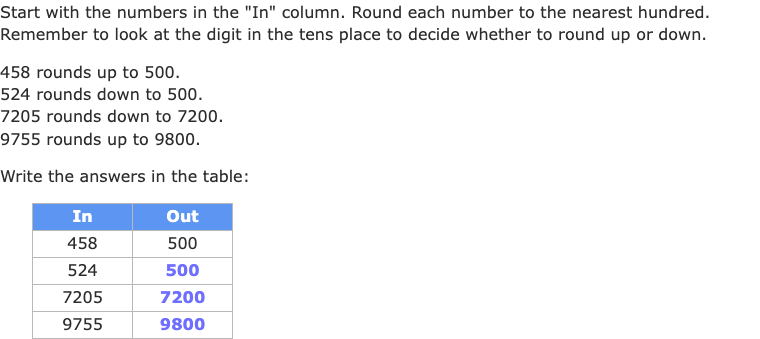 Start with the numbers in the "In" column. Round each number to the nearest hundred.
Remember to look at the digit in the tens place to decide whether to round up or down.
458 rounds up to 500.
524 rounds down to 500.
7205 rounds down to 7200.
9755 rounds up to 9800.
Write the answers in the table:
In Out
458 500
524 500
7205 7200
9755 9800